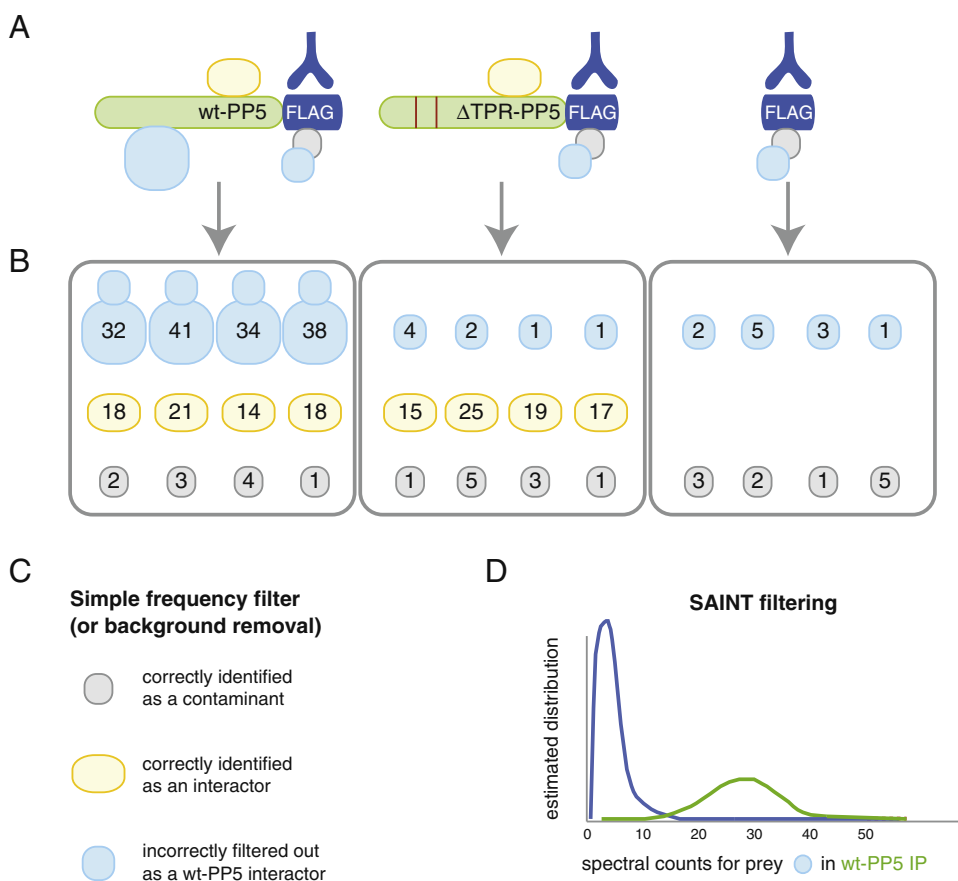 A
wt-PP5
FLAG
ΔTPR-PP5
FLAG
FLAG
B
32 41 34 38
4 2 1 1
2 5 3 1
18 21 14 18
15 25 19 17
2 3 4 1
1 5 3 1
3 2 1 5
C
Simple frequency filter
(or background removal)
correctly identified
as a contaminant
correctly identified
as an interactor
incorrectly filtered out
as a wt-PP5 interactor
D
SAINT filtering
estimated distribution
0 10 20 30 40 50
spectral counts for prey in wt-PP5 IP